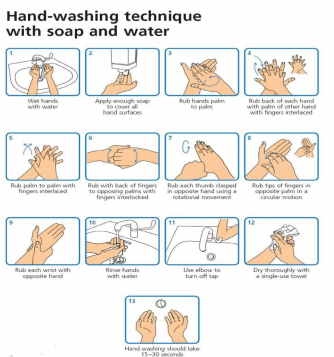 Hand-washing technique
with soap and water
1
Wet hands
with water
2
Apply enough soap
to cover all
hand surfaces
3
Rub hands palm
to palm
4
Rub back of each hand
with palm of other hand
with fingers interlaced
5
Rub palm to palm with
fingers interlaced
6
Rub with back of fingers
to opposing palms with
fingers interlocked
7
Rub each thumb clasped
in opposite hand using a
rotational movement
8
Rub tips of fingers in
opposite palm in a
circular motion
9
Rub each wrist with
opposite hand
10
Rinse hands
with water
11
Use elbow to
turn off tap
12
Dry thoroughly with
a single-use towel
13
Hand washing should take
15–30 seconds